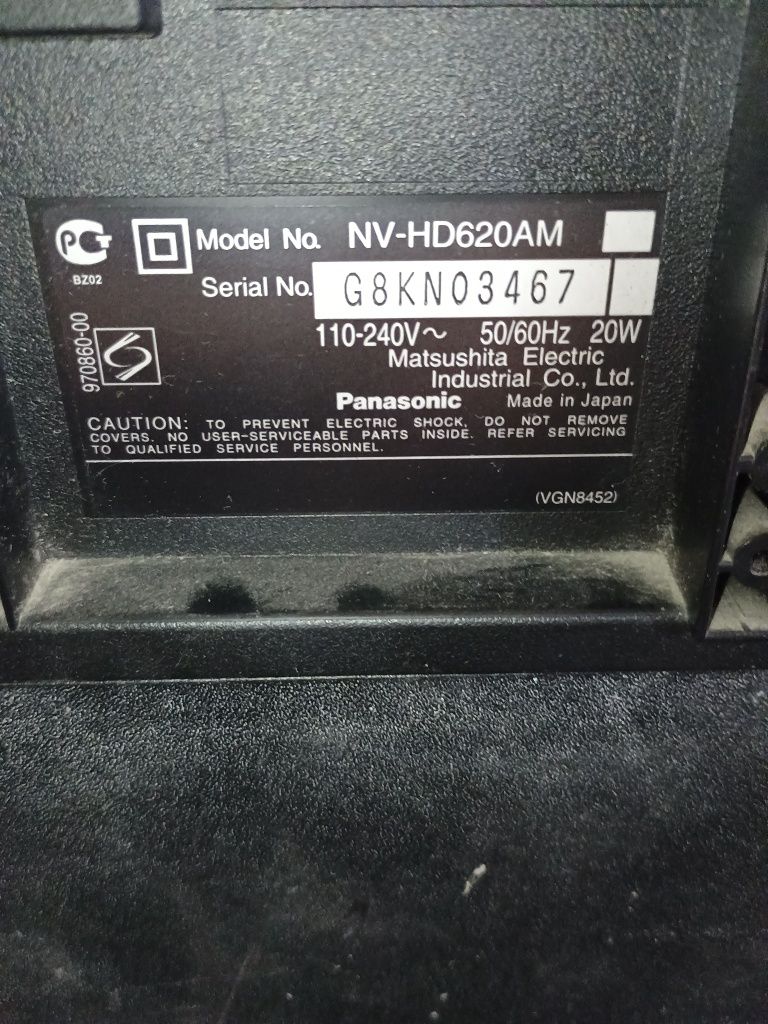 PCT
BZ02
Model No. NV-HD620AM
Serial No. G8KN03467
970860-00
110-240V~ 50/60Hz 20W
Matsushita Electric
Industrial Co., Ltd.
Panasonic Made in Japan
CAUTION: TO PREVENT ELECTRIC SHOCK, DO NOT REMOVE
COVERS. NO USER-SERVICEABLE PARTS INSIDE. REFER SERVICING
TO QUALIFIED SERVICE PERSONNEL.
(VGN8452)